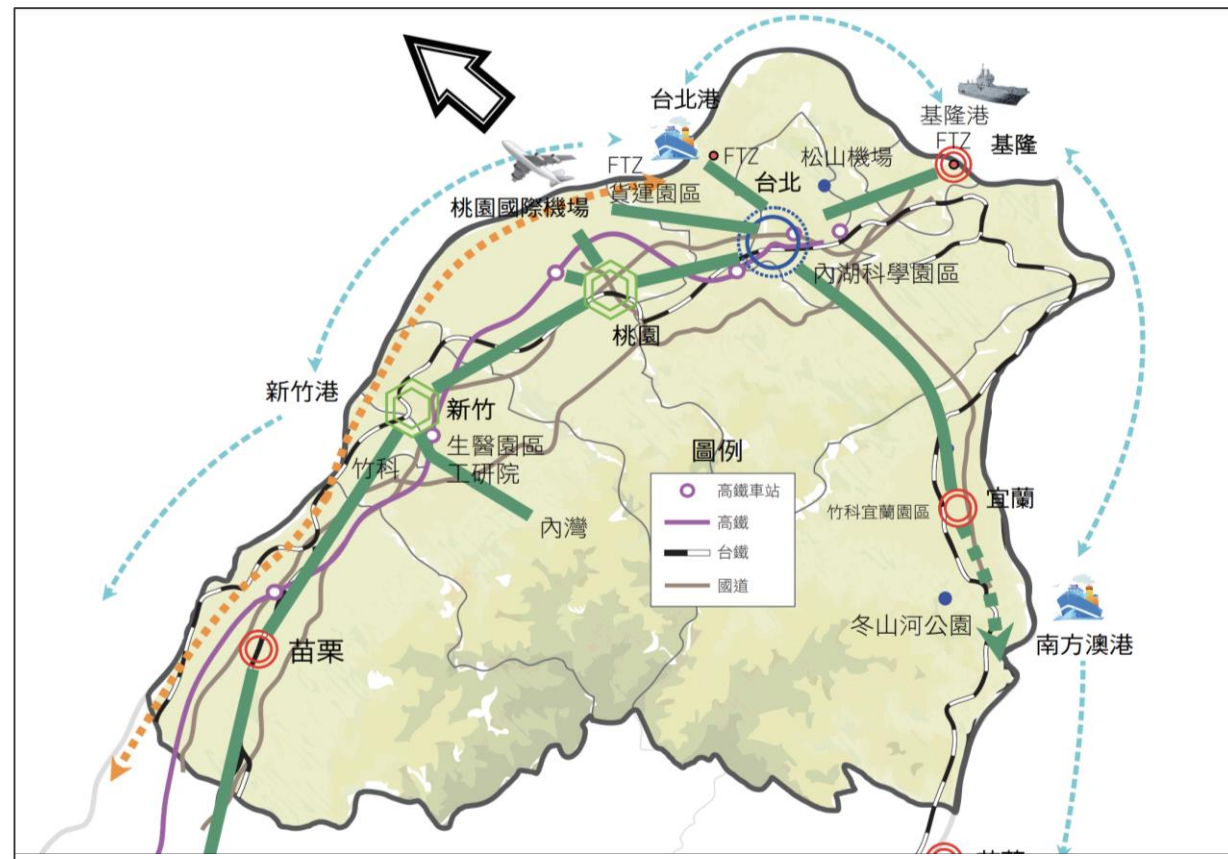 台北港
基隆港
FTZ
基隆
FTZ
松山機場
FTZ
貨運園區
台北
桃園國際機場
內湖科學園區
桃園
新竹港
新竹
生醫園區
工研院
竹科
內灣
圖例
高鐵車站
高鐵
台鐵
國道
竹科宜蘭園區
宜蘭
冬山河公園
南方澳港
苗栗